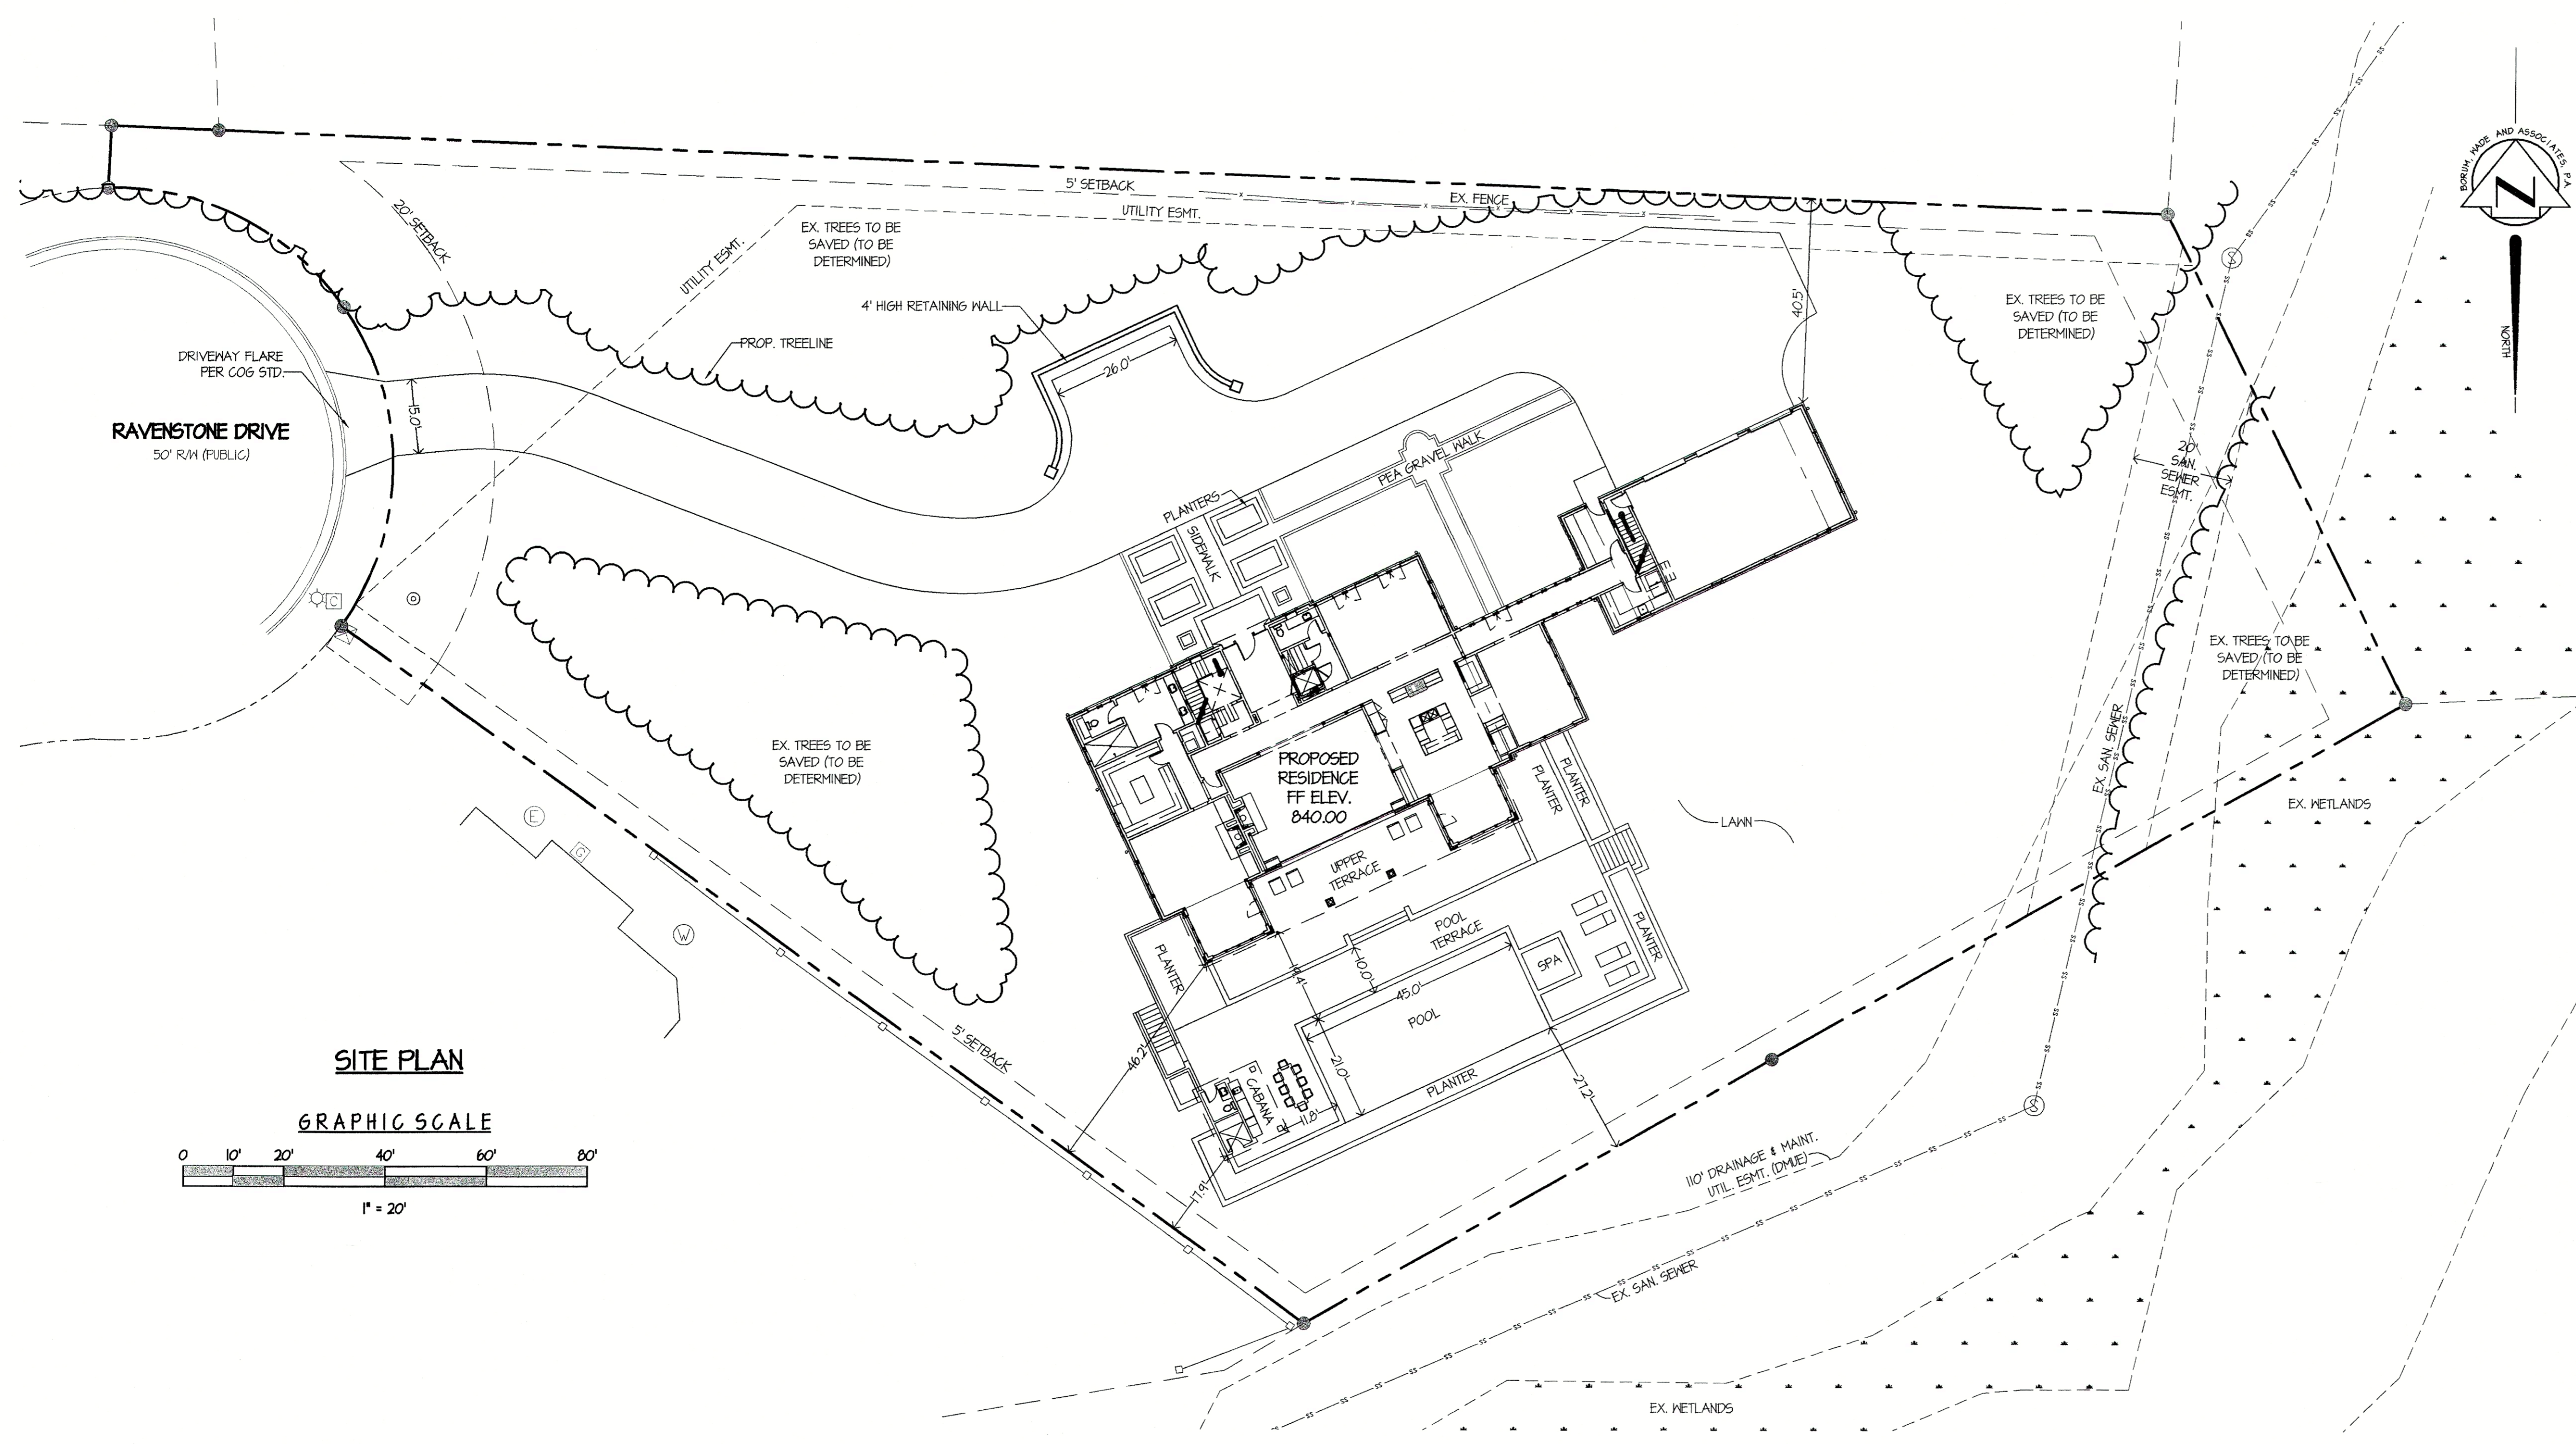 BORUM, WADE AND ASSOCIATES, P.A.
N
NORTH
5' SETBACK
EX. FENCE
UTILITY ESMT.
20' SETBACK
UTILITY ESMT.
EX. TREES TO BE
SAVED (TO BE
DETERMINED)
4' HIGH RETAINING WALL
26.0'
40.5'
EX. TREES TO BE
SAVED (TO BE
DETERMINED)
PROP. TREELINE
DRIVEWAY FLARE
PER COG STD.
15.0'
RAVENSTONE DRIVE
50' R/W (PUBLIC)
PEA GRAVEL WALK
PLANTERS
SIDEWALK
20'
SAN.
SEWER
ESMT.
C
S
EX. TREES TO BE
SAVED (TO BE
DETERMINED)
EX. SAN. SEWER
EX. TREES TO BE
SAVED (TO BE
DETERMINED)
PROPOSED
RESIDENCE
FF ELEV.
840.00
PLANTER
PLANTER
LAWN
EX. WETLANDS
E
G
W
UPPER
TERRACE
POOL
TERRACE
PLANTER
PLANTER
SPA
19.4'
10.0'
45.0'
POOL
5' SETBACK
46.2'
21.0'
CABANA
11.8'
PLANTER
27.2'
17.9'
S
SITE PLAN
GRAPHIC SCALE
0 10' 20' 40' 60' 80'
1" = 20'
110' DRAINAGE & MAINT.
UTIL. ESMT. (DMUE)
EX. SAN. SEWER
EX. WETLANDS
SS